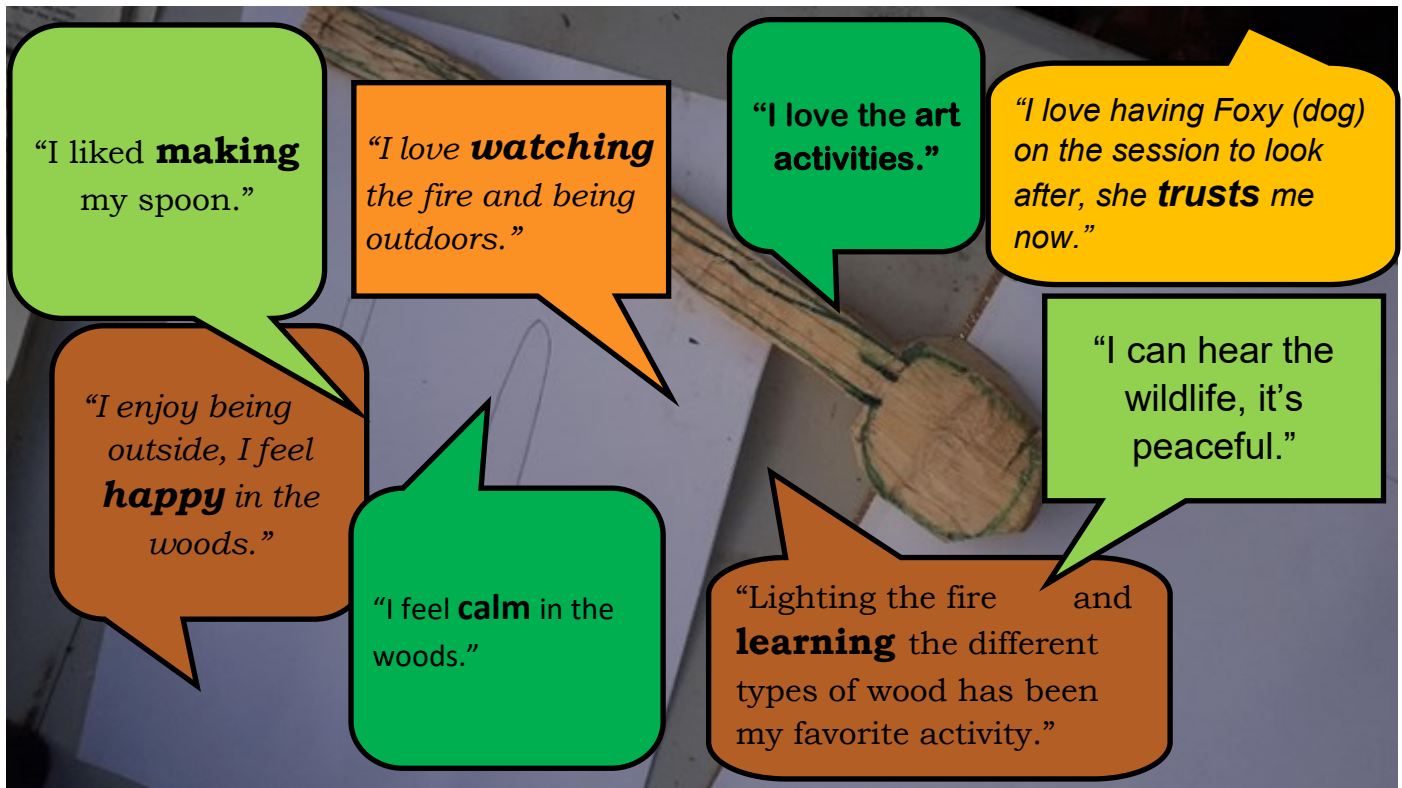 “I liked making
my spoon.”
“I love watching
the fire and being
outdoors.”
“I love the art
activities.”
“I love having Foxy (dog)
on the session to look
after, she trusts me
now.”
“I enjoy being
outside, I feel
happy in the
woods.”
“I feel calm in the
woods.”
“I can hear the
wildlife, it’s
peaceful.”
“Lighting the fire and
learning the different
types of wood has been
my favorite activity.”